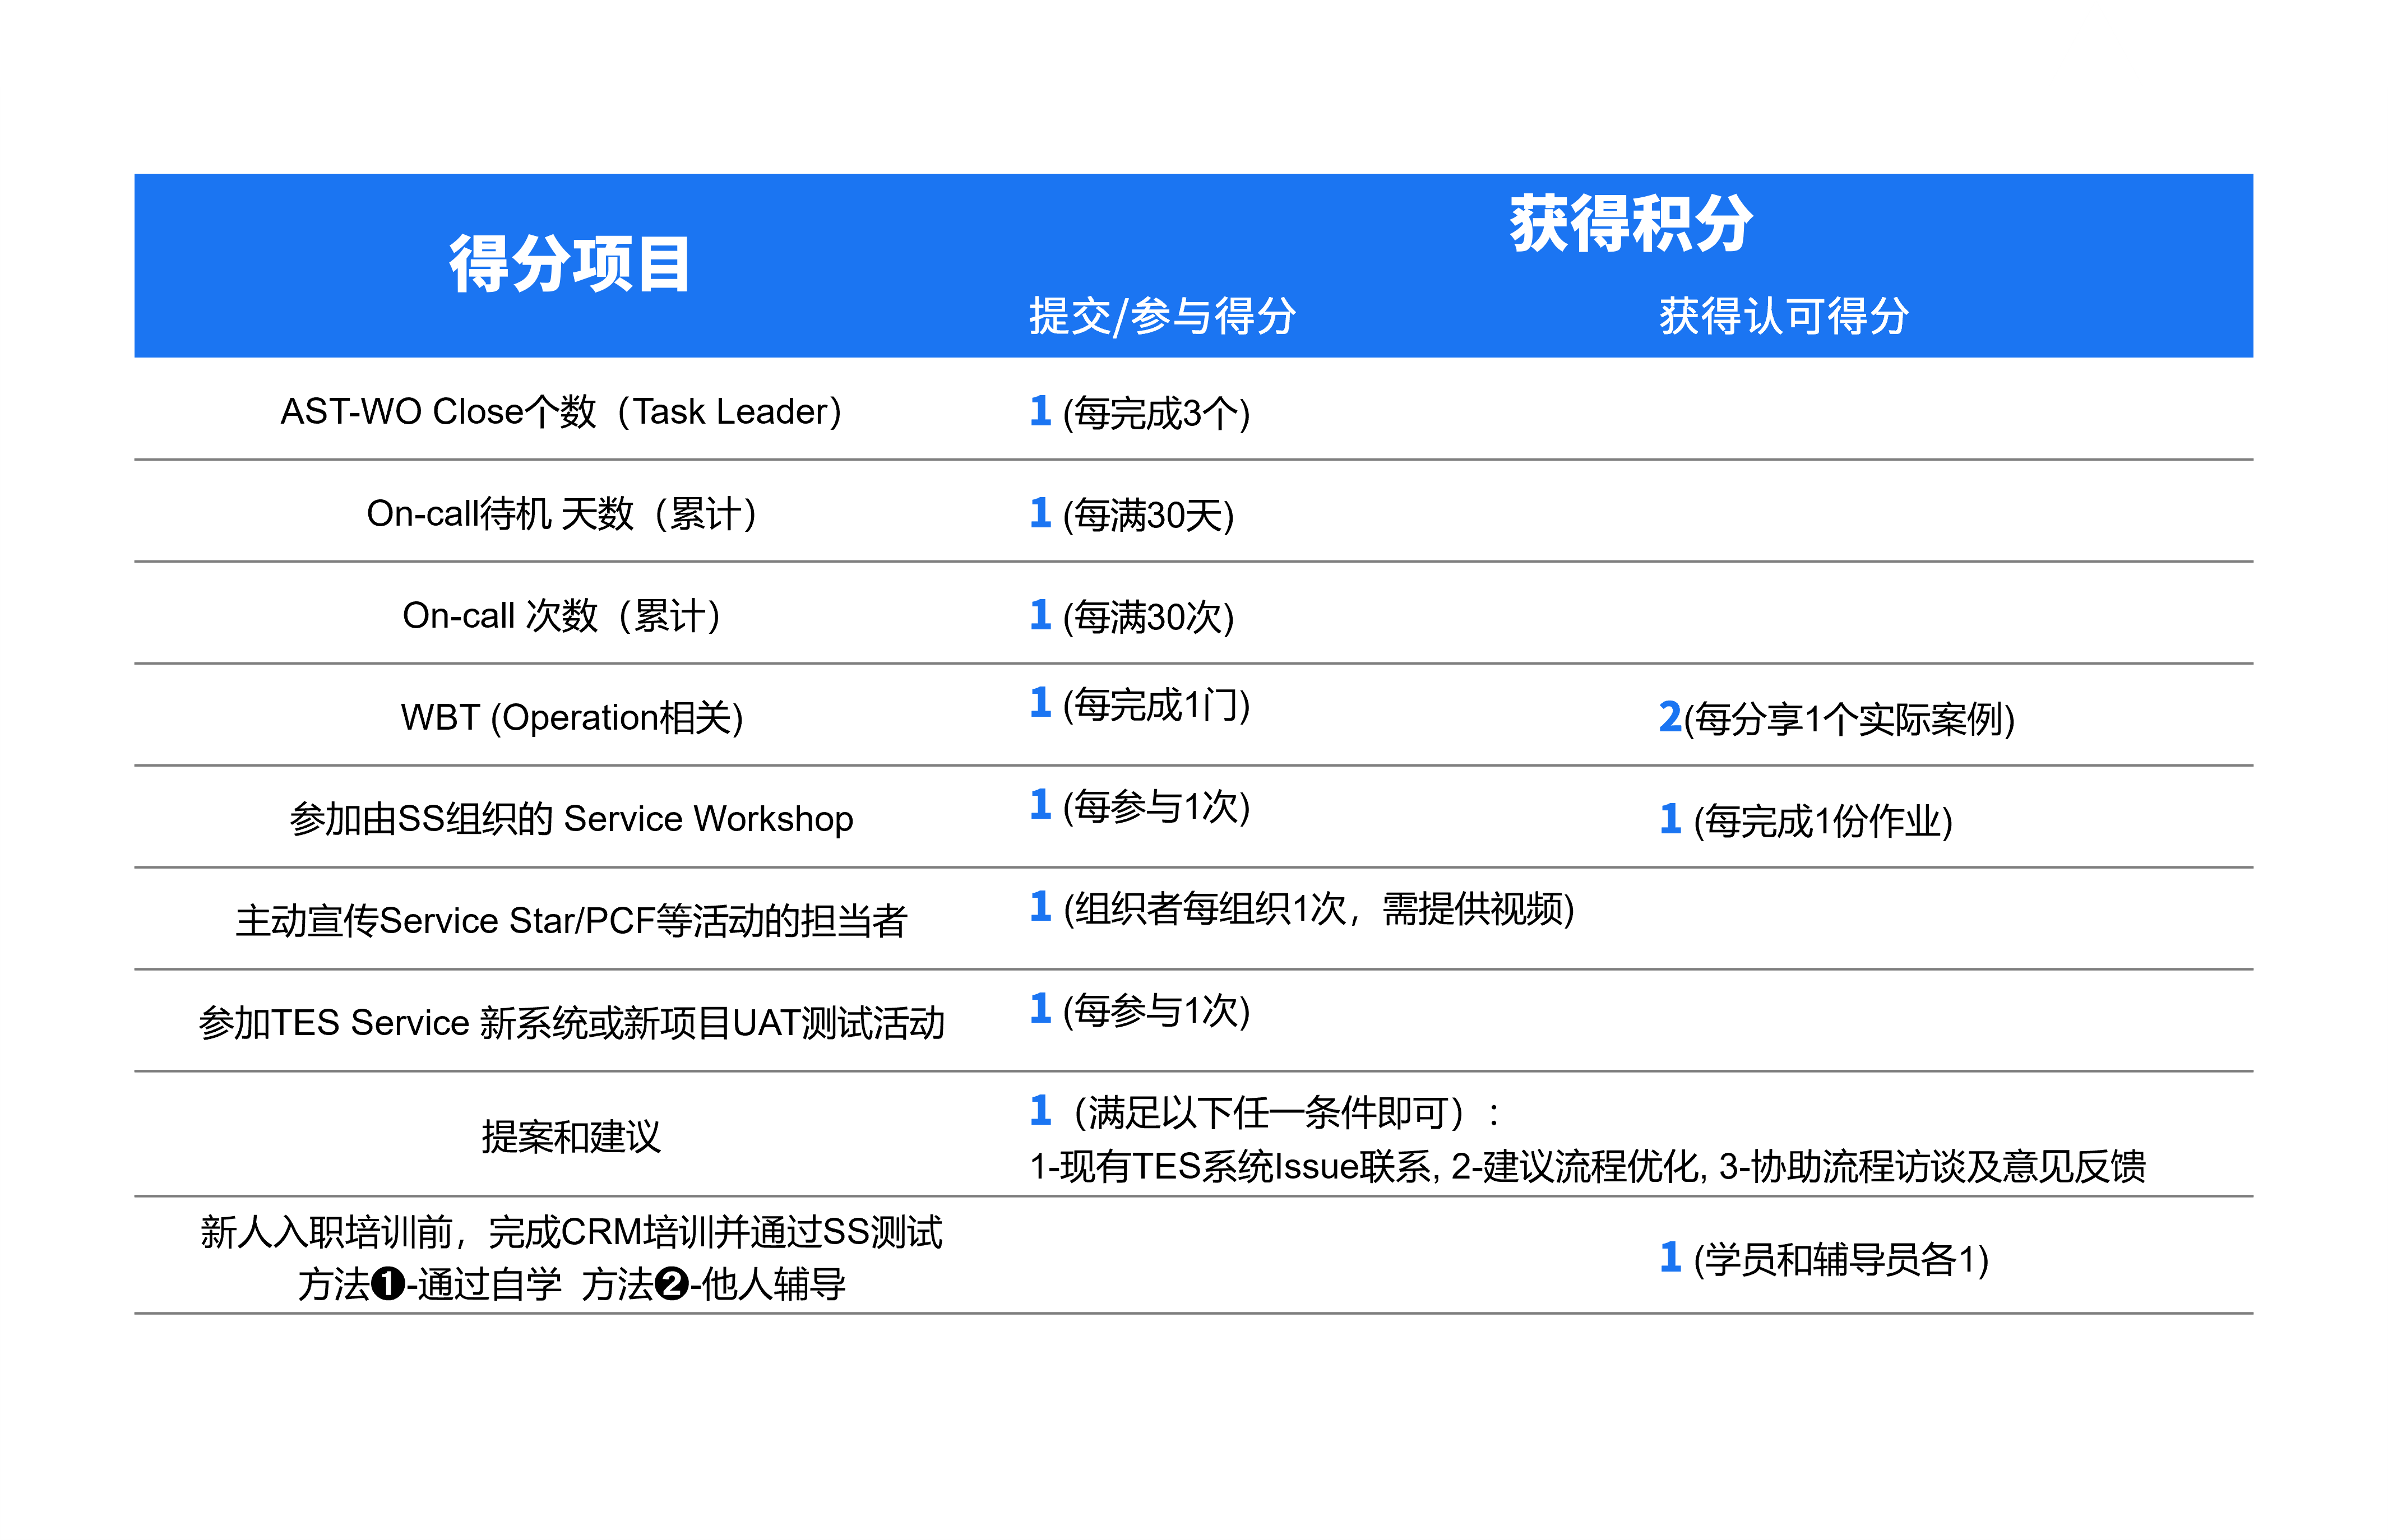 得分项目
获得积分
提交/参与得分
获得认可得分
AST-WO Close个数（Task Leader）
1 (每完成3个)
On-call待机 天数（累计）
1 (每满30天)
On-call 次数（累计）
1 (每满30次)
WBT (Operation相关)
1 (每完成1门)
2(每分享1个实际案例)
参加由SS组织的 Service Workshop
1 (每参与1次)
1 (每完成1份作业)
主动宣传Service Star/PCF等活动的担当者
1 (组织者每组织1次，需提供视频)
参加TES Service 新系统或新项目UAT测试活动
1 (每参与1次)
提案和建议
1（满足以下任一条件即可）：
1-现有TES系统Issue联系, 2-建议流程优化, 3-协助流程访谈及意见反馈
新人入职培训前，完成CRM培训并通过SS测试
方法❶-通过自学 方法❷-他人辅导
1 (学员和辅导员各1)